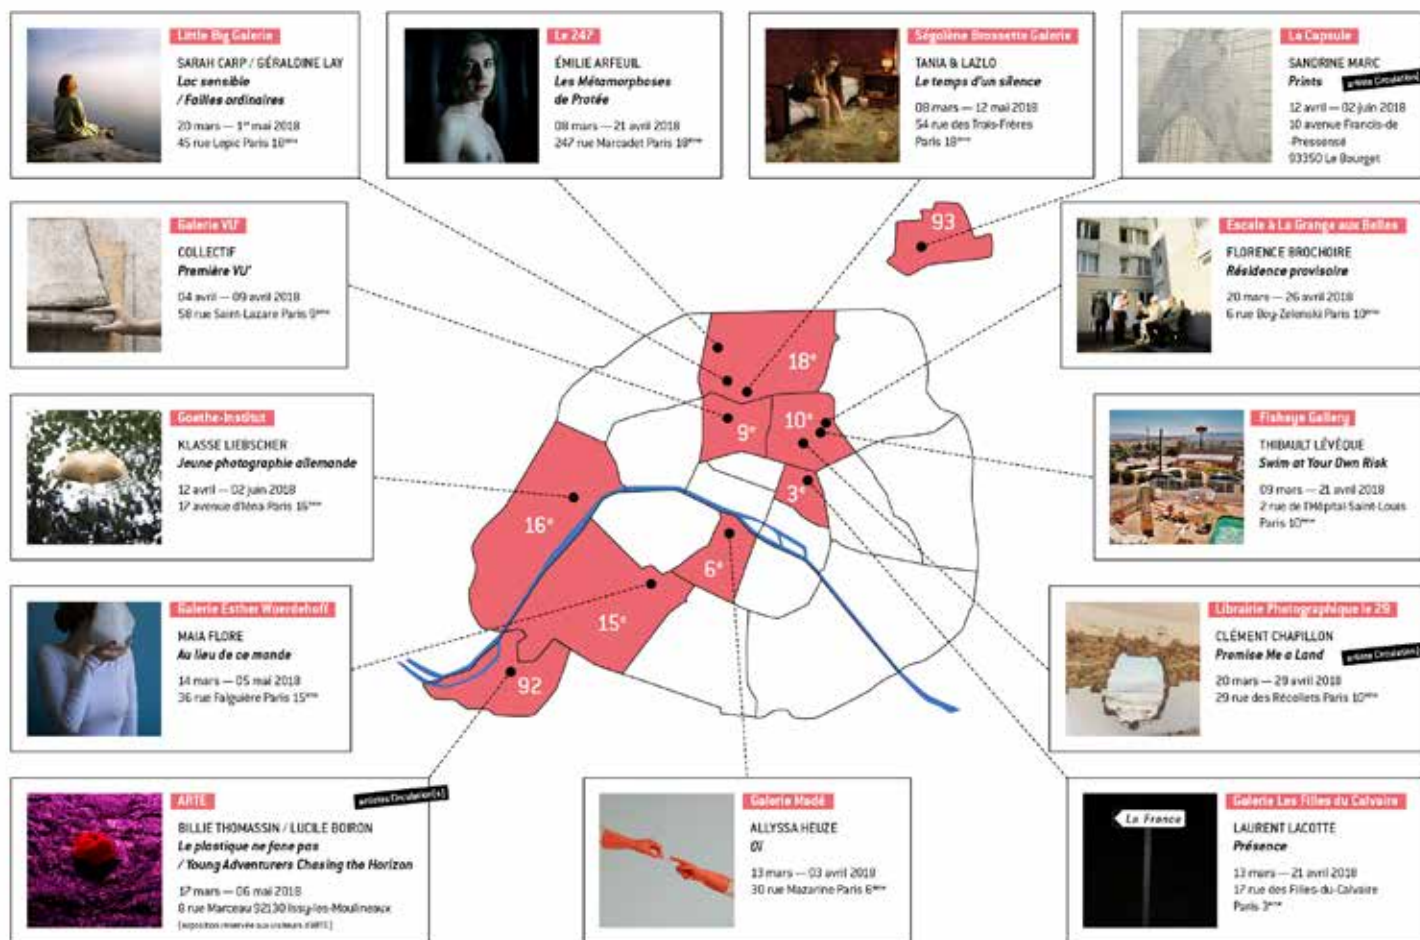 Little Big Galerie
SARAH CARP / GÉRALDINE LAY
Lac sensible
/ Failles ordinaires
20 mars — 1er mai 2018
45 rue Lepic Paris 18ème
Le 247
ÉMILIE ARFEUIL
Les Métamorphoses
de Protée
08 mars — 21 avril 2018
247 rue Marcadet Paris 18ème
Ségolène Brossette Galerie
TANIA & LAZLO
Le temps d'un silence
08 mars — 12 mai 2018
54 rue des Trois-Frères
Paris 18ème
La Capsule
SANDRINE MARC
Prints
artiste Circulation(
12 avril — 02 juin 2018
10 avenue Francis-de
-Pressensé
93350 Le Bourget
Galerie VU'
COLLECTIF
Première VU'
04 avril — 09 avril 2018
58 rue Saint-Lazare Paris 9ème
Escale à La Grange aux Belles
FLORENCE BROCHOIRE
Résidence provisoire
20 mars — 26 avril 2018
6 rue Boy-Zelenski Paris 10ème
Goethe-Institut
KLASSE LIEBSCHER
Jeune photographie allemande
12 avril — 02 juin 2018
17 avenue d'Iéna Paris 16ème
Fisheye Gallery
THIBAULT LÉVÊQUE
Swim at Your Own Risk
09 mars — 21 avril 2018
2 rue de l'Hôpital Saint-Louis
Paris 10ème
93
18e
9e
10e
3e
16e
6e
15e
92
Galerie Esther Woerdehoff
MAIA FLORE
Au lieu de ce monde
14 mars — 05 mai 2018
36 rue Falguière Paris 15ème
Librairie Photographique le 29
CLÉMENT CHAPILLON
Promise Me a Land
artiste Circulation(
20 mars — 29 avril 2018
29 rue des Récollets Paris 10ème
ARTE
artistes Circulation(s)
BILLIE THOMASSIN / LUCILE BOIRON
Le plastique ne fane pas
/ Young Adventurers Chasing the Horizon
17 mars — 06 mai 2018
8 rue Marceau 92130 Issy-les-Moulineaux
(exposition réservée aux visiteurs d'ARTE)
Galerie Madé
ALLYSSA HEUZE
Oï
13 mars — 03 avril 2018
30 rue Mazarine Paris 6ème
La France
Galerie Les Filles du Calvaire
LAURENT LACOTTE
Présence
13 mars — 21 avril 2018
17 rue des Filles-du-Calvaire
Paris 3ème